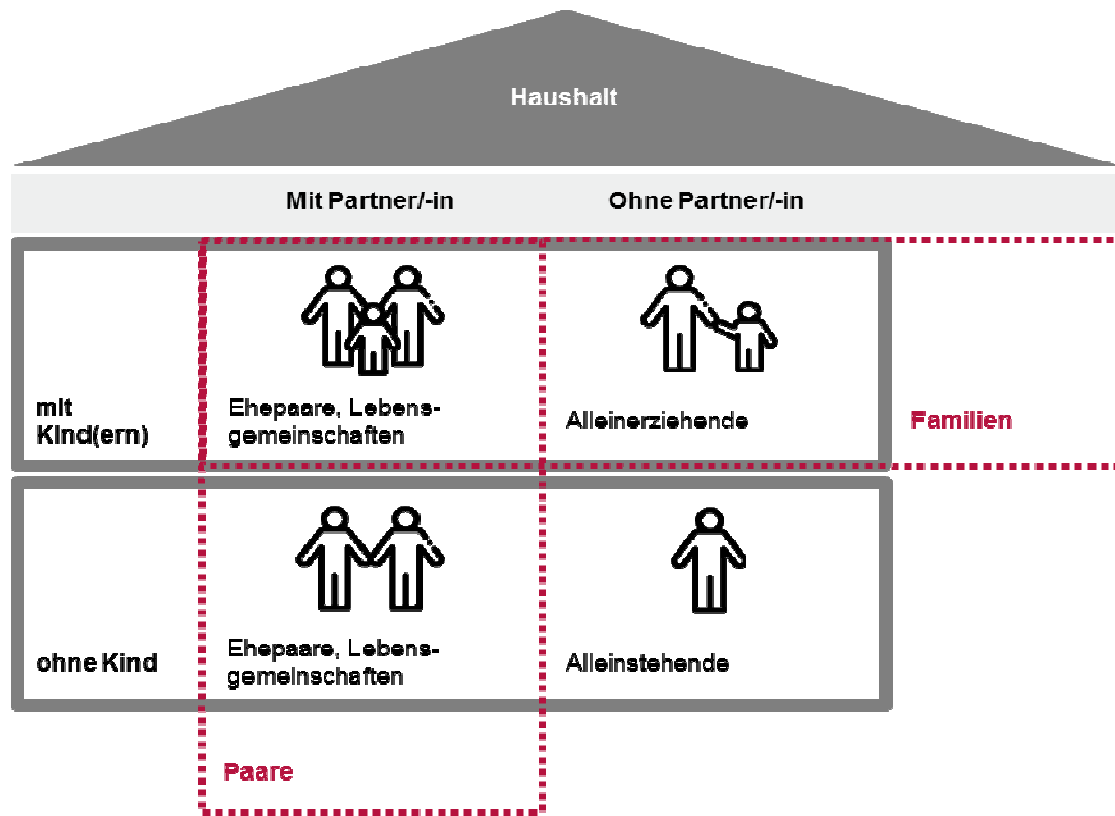 Haushalt
Mit Partner/-in
Ohne Partner/-in
mit
Kind(ern)
Ehepaare, Lebens-
gemeinschaften
Alleinerziehende
Familien
ohne Kind
Ehepaare, Lebens-
gemeinschaften
Alleinstehende
Paare